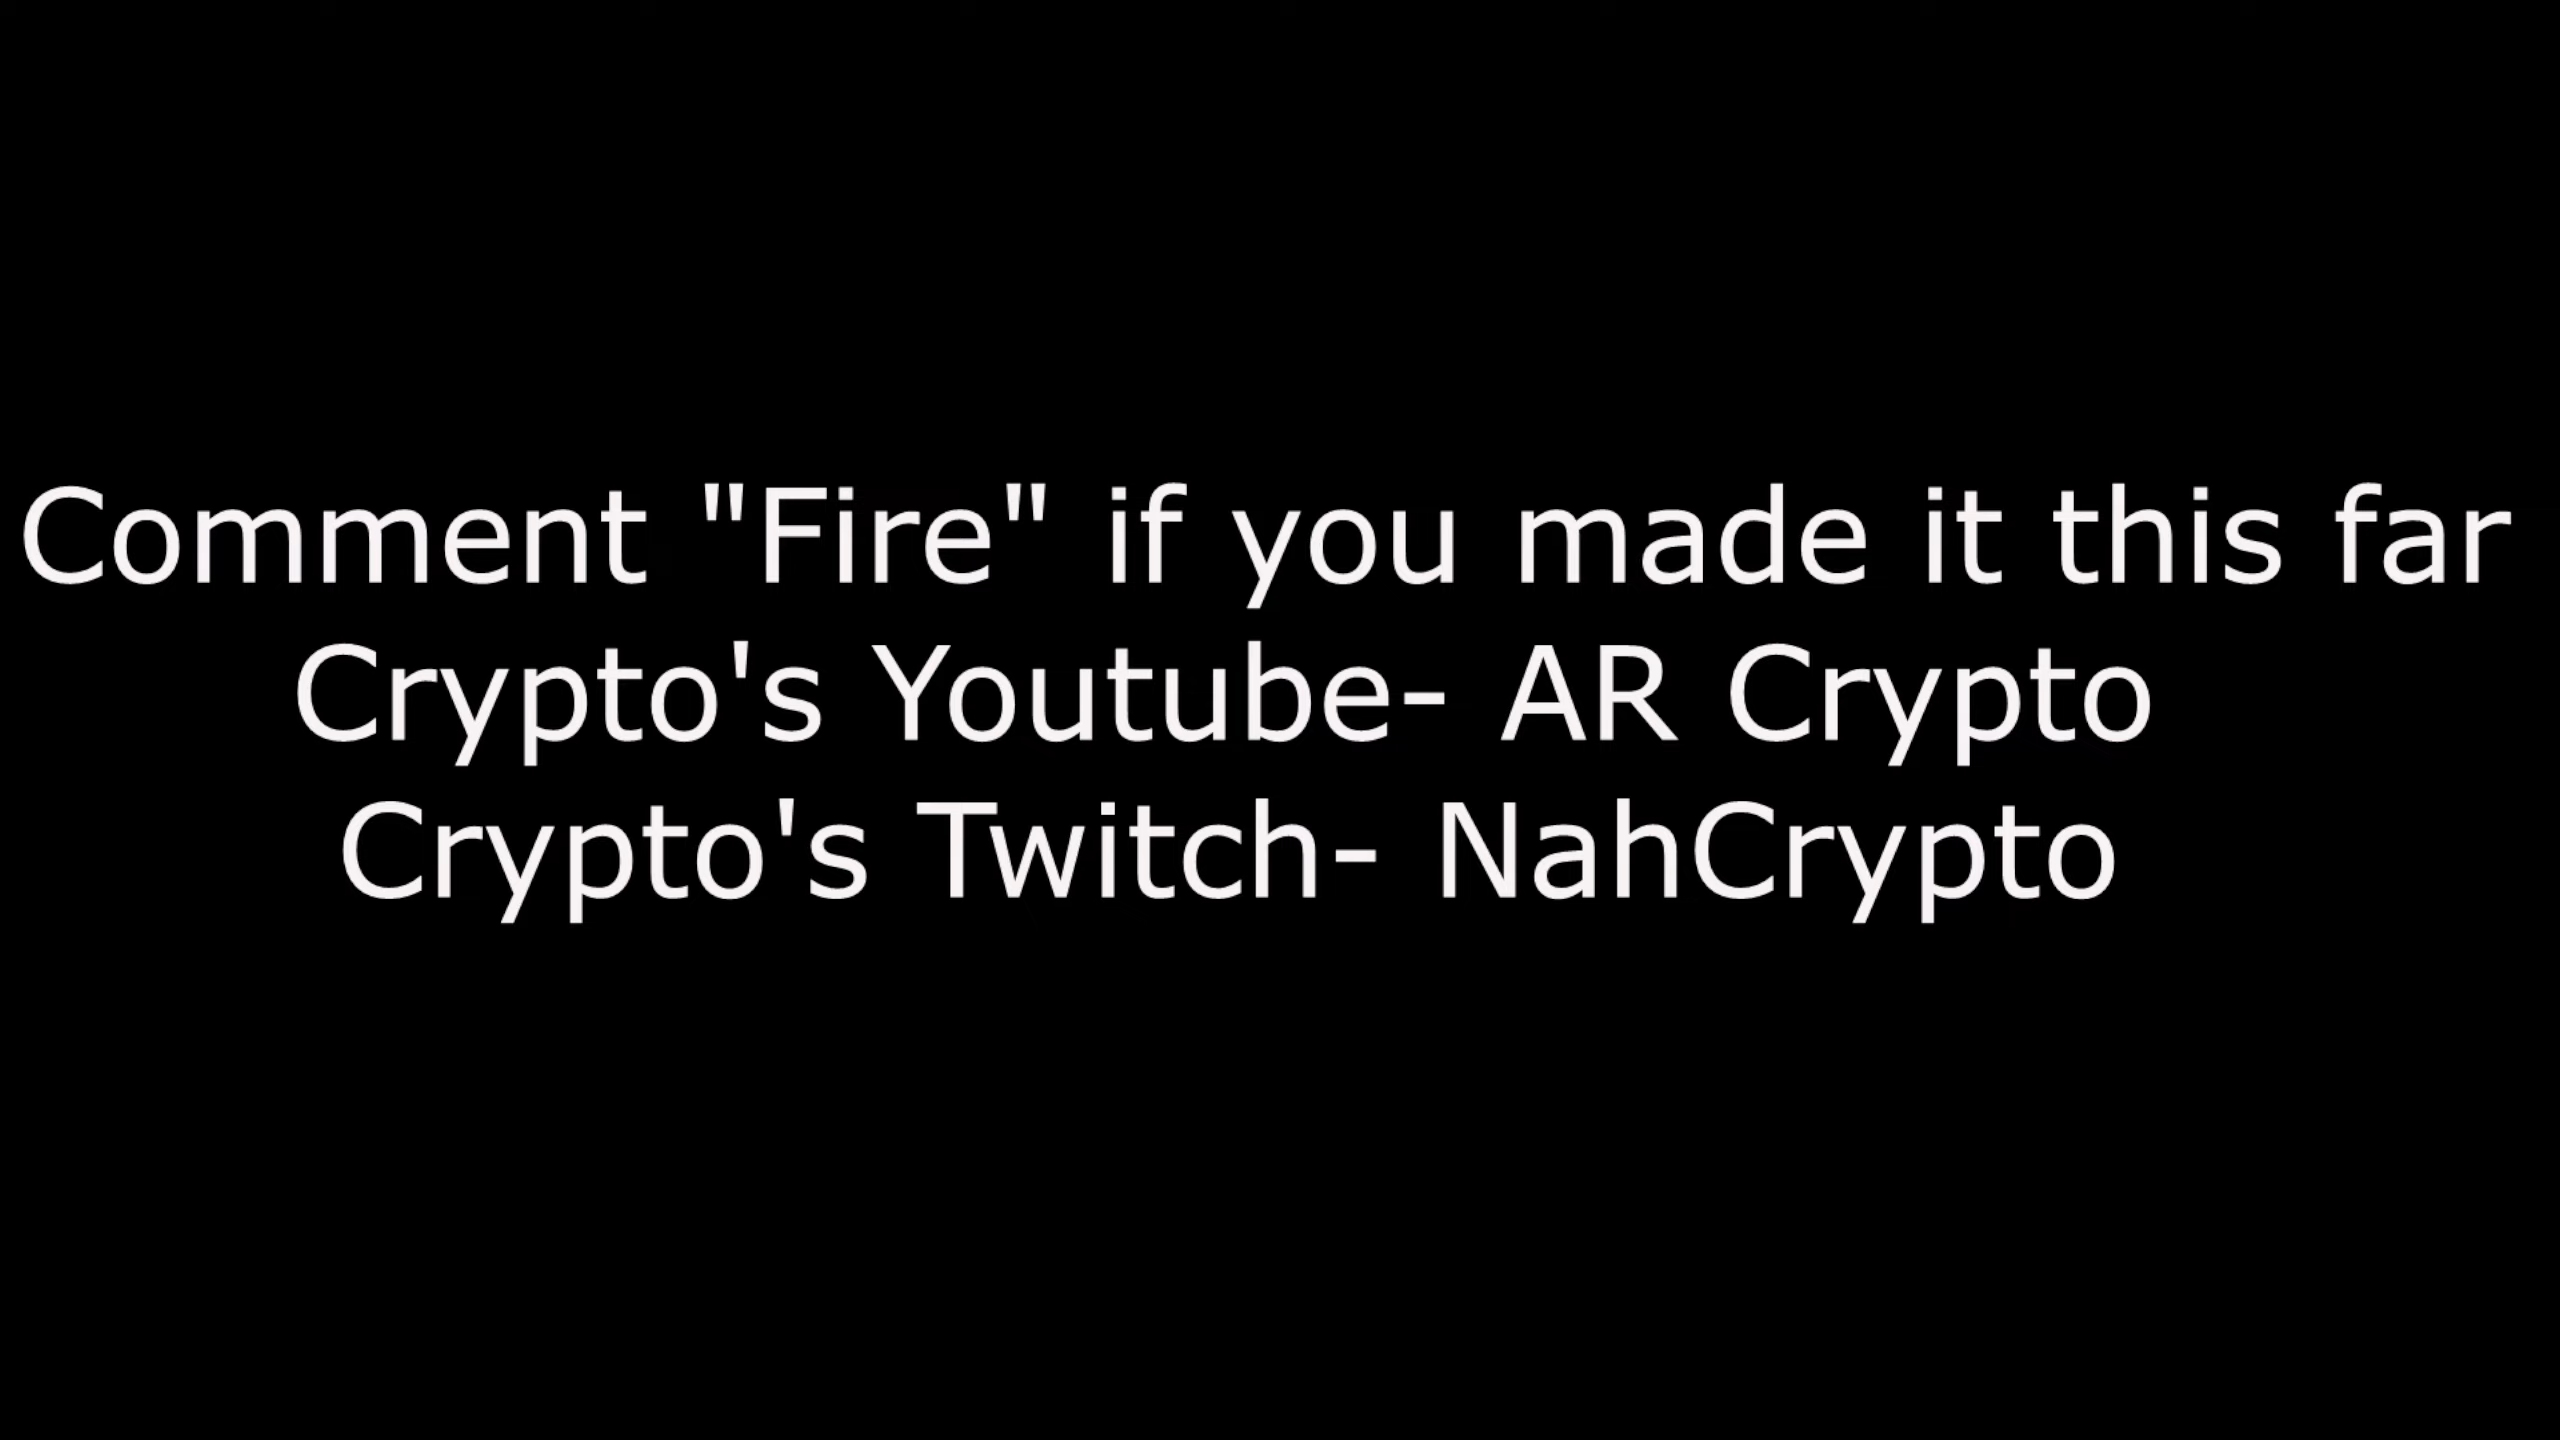 Comment "Fire" if you made it this far
Crypto's Youtube- AR Crypto
Crypto's Twitch- NahCrypto